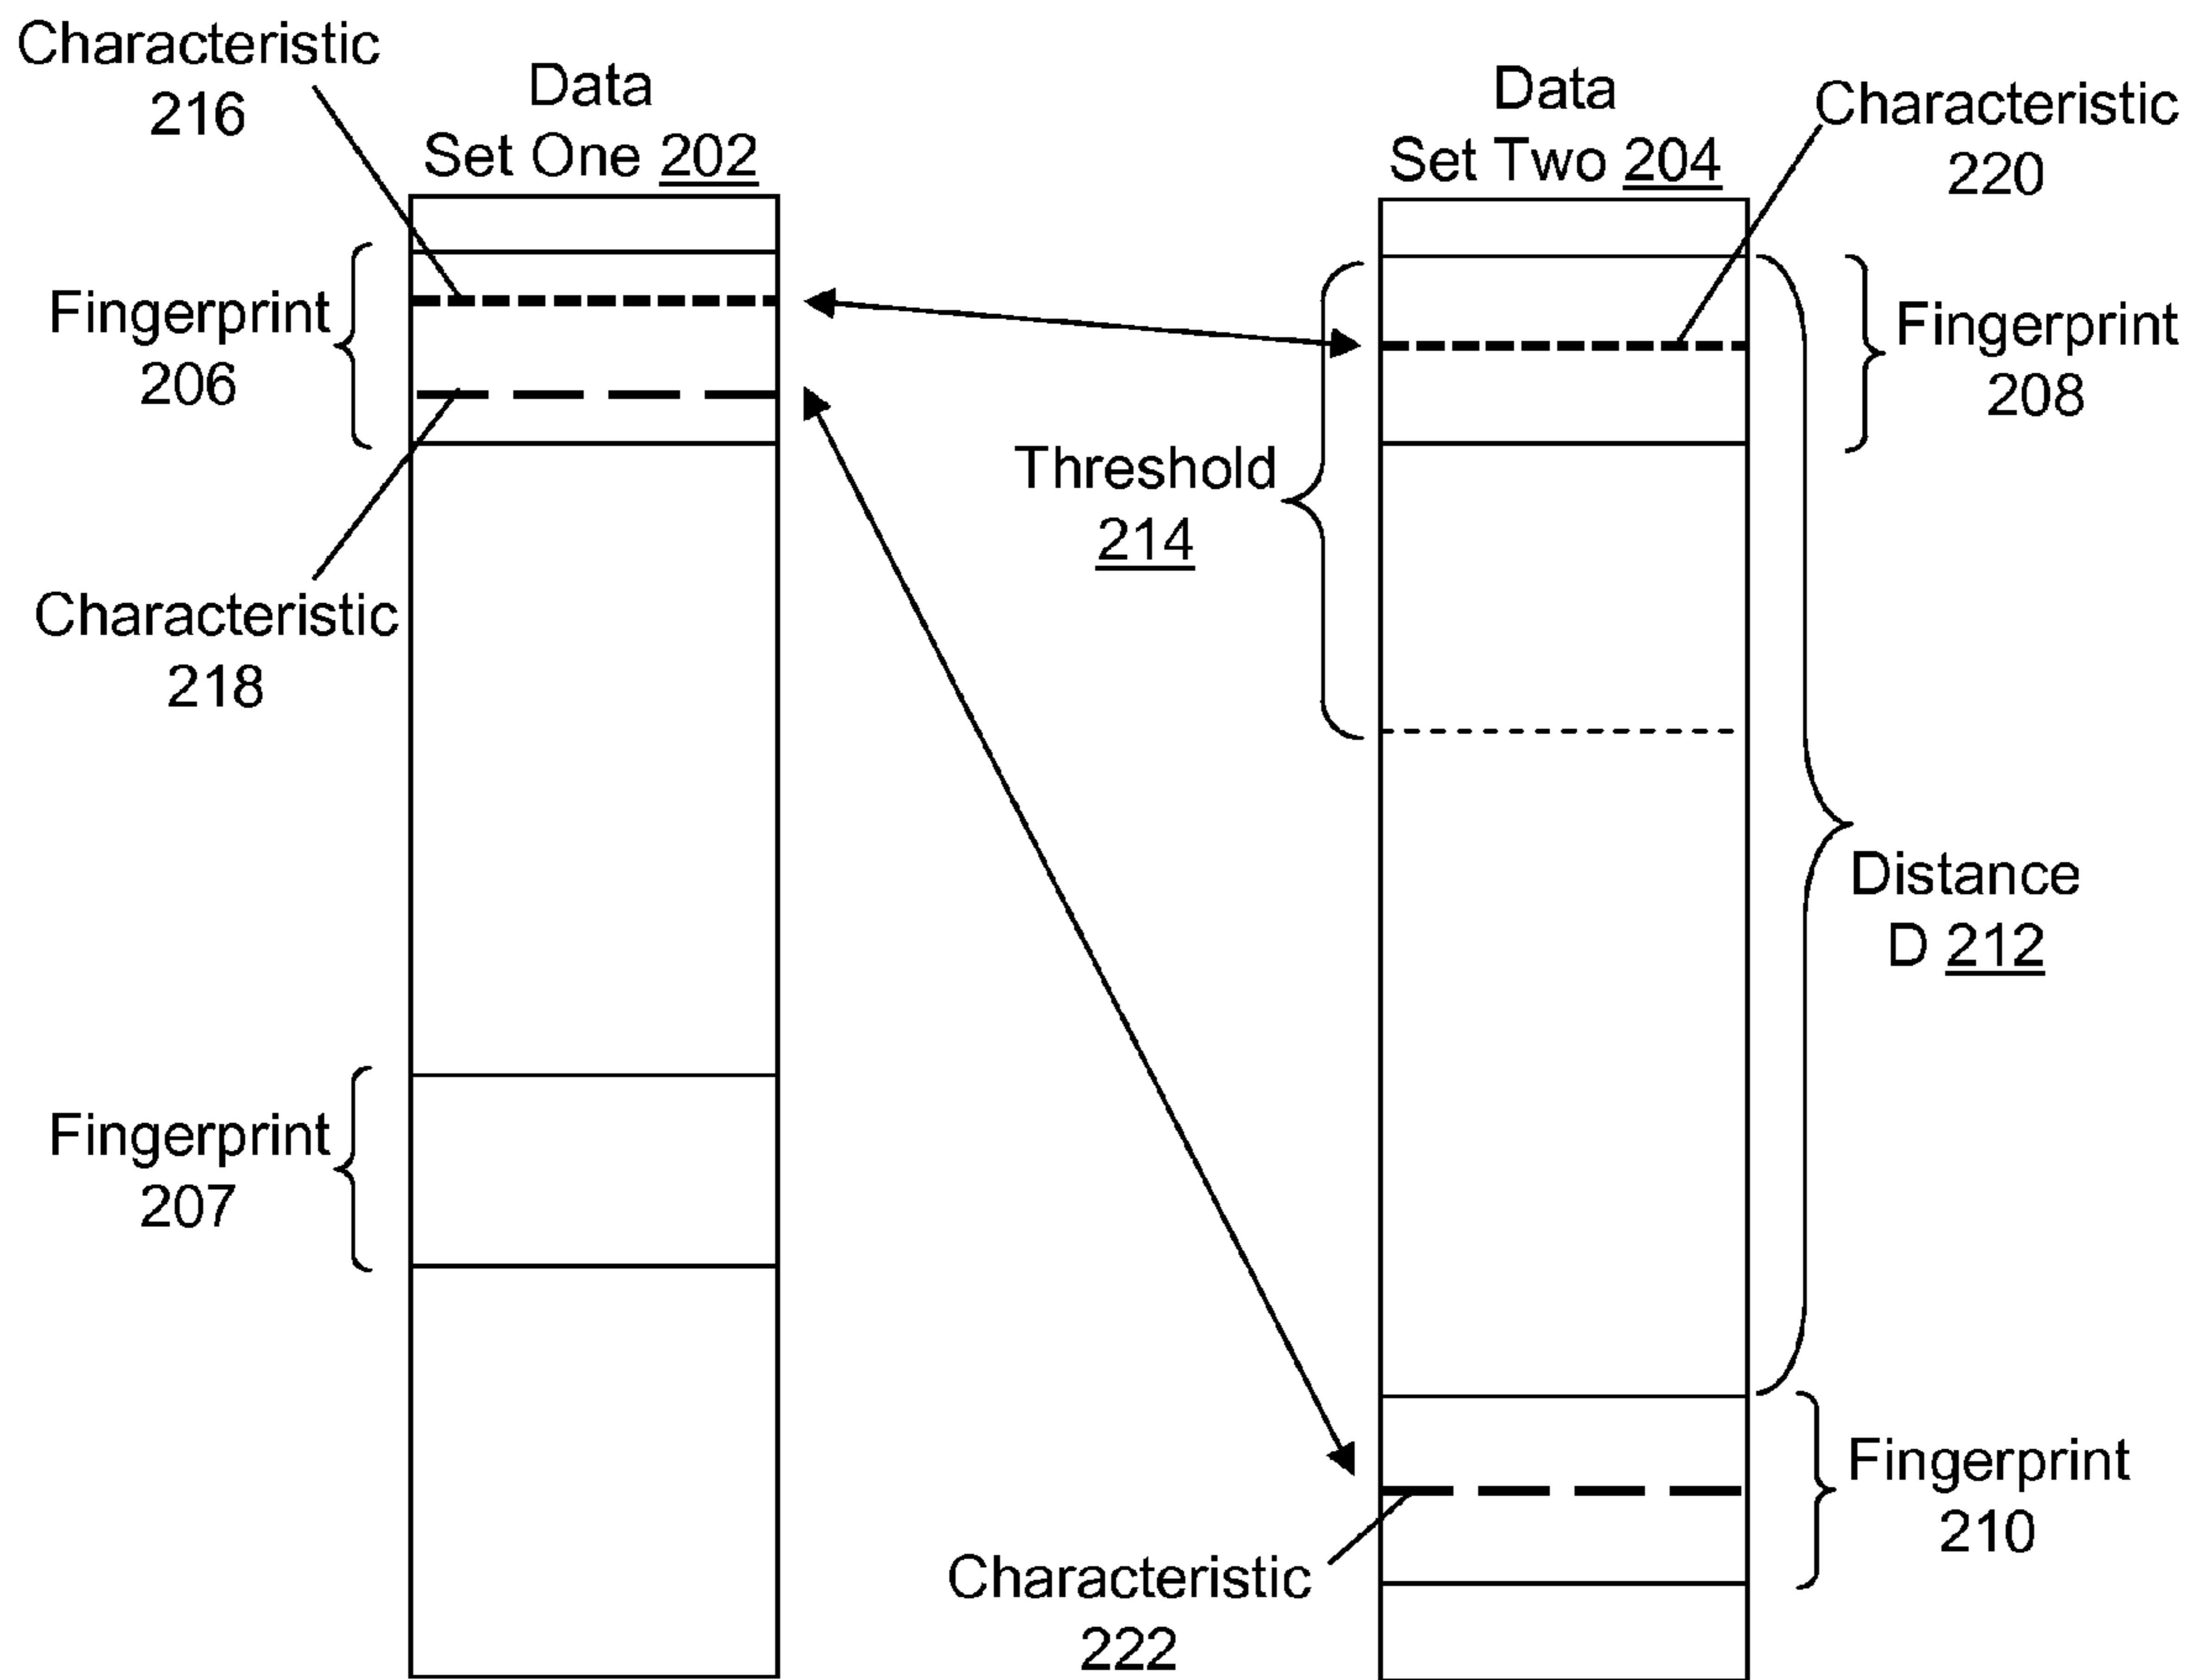 Characteristic
216
Data
Set One 202
Data
Set Two 204
Characteristic
220
Fingerprint
206
Fingerprint
208
Threshold
214
Characteristic
218
Distance
D 212
Fingerprint
207
Fingerprint
210
Characteristic
222